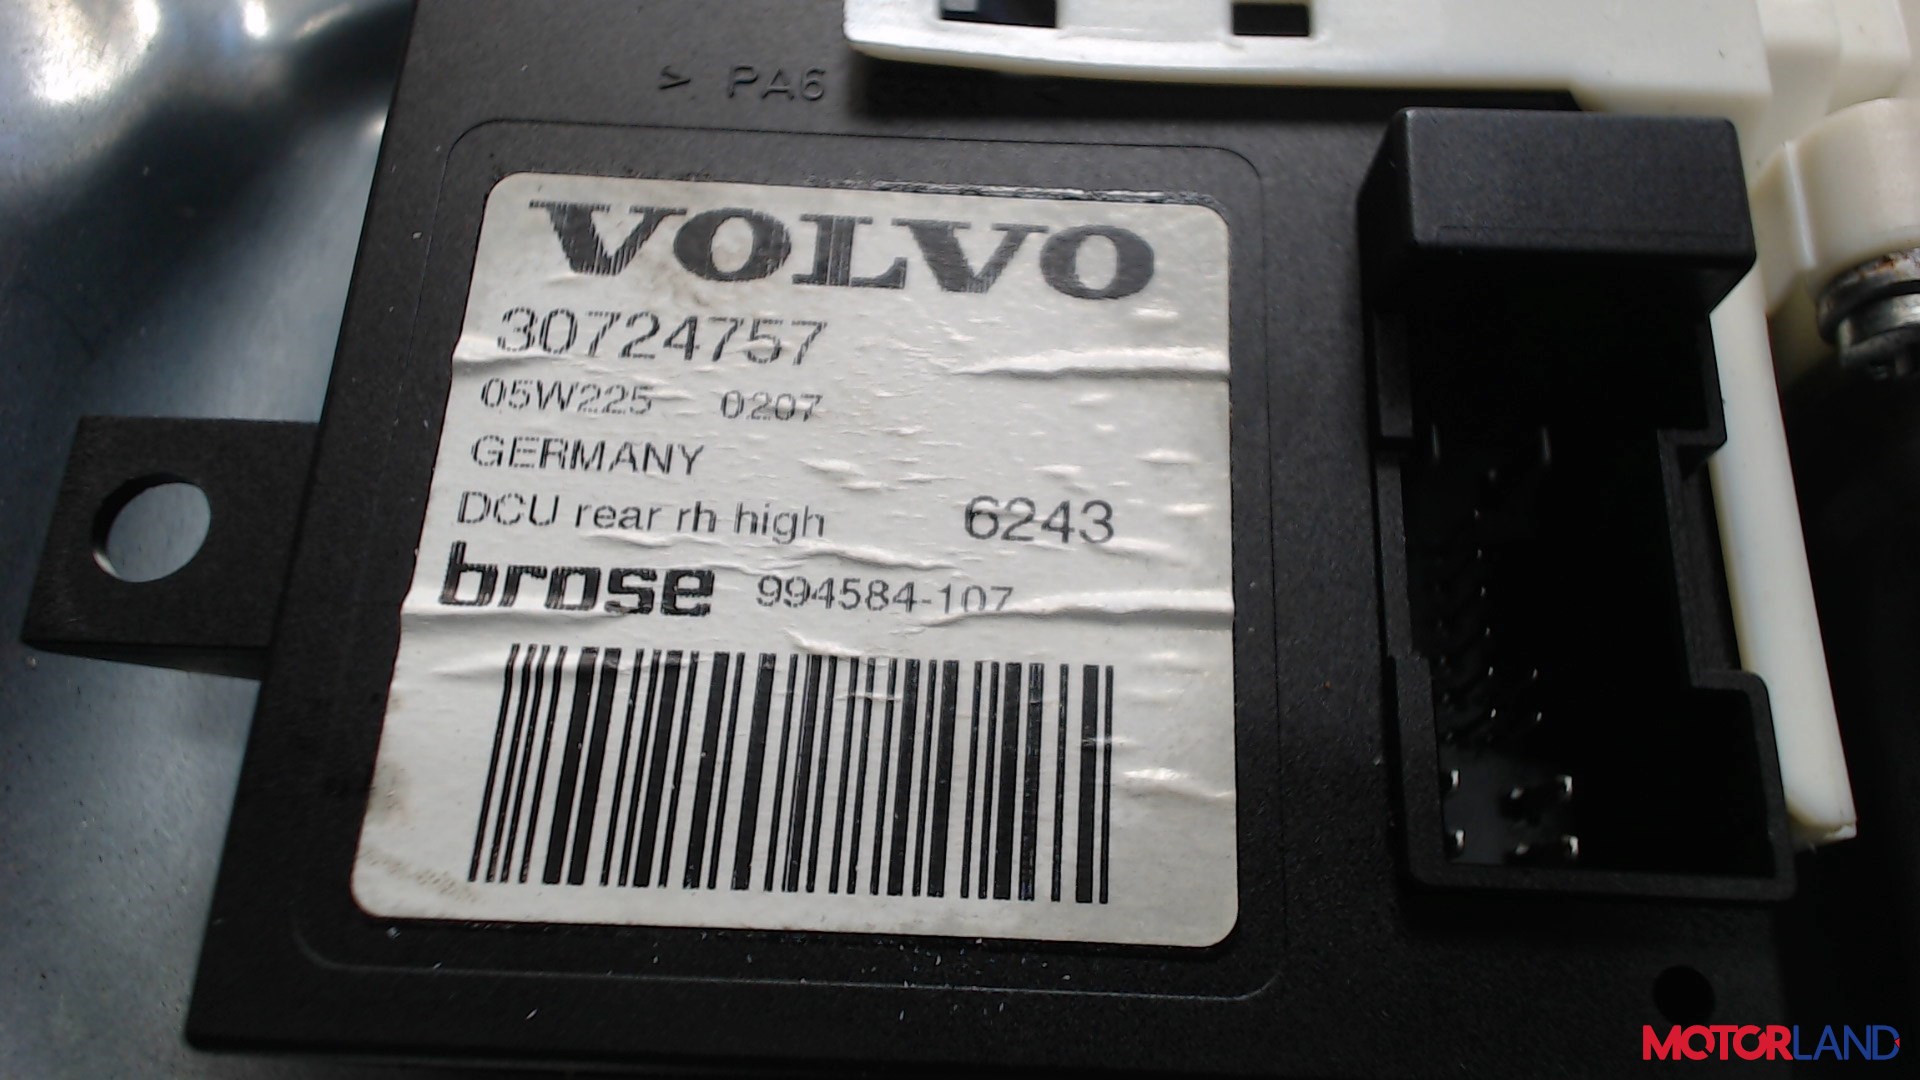 > PA6
VOLVO
30724757
05W225 0207
GERMANY
DCU rear rh high 6243
brose 994584-107
MOTORLAND